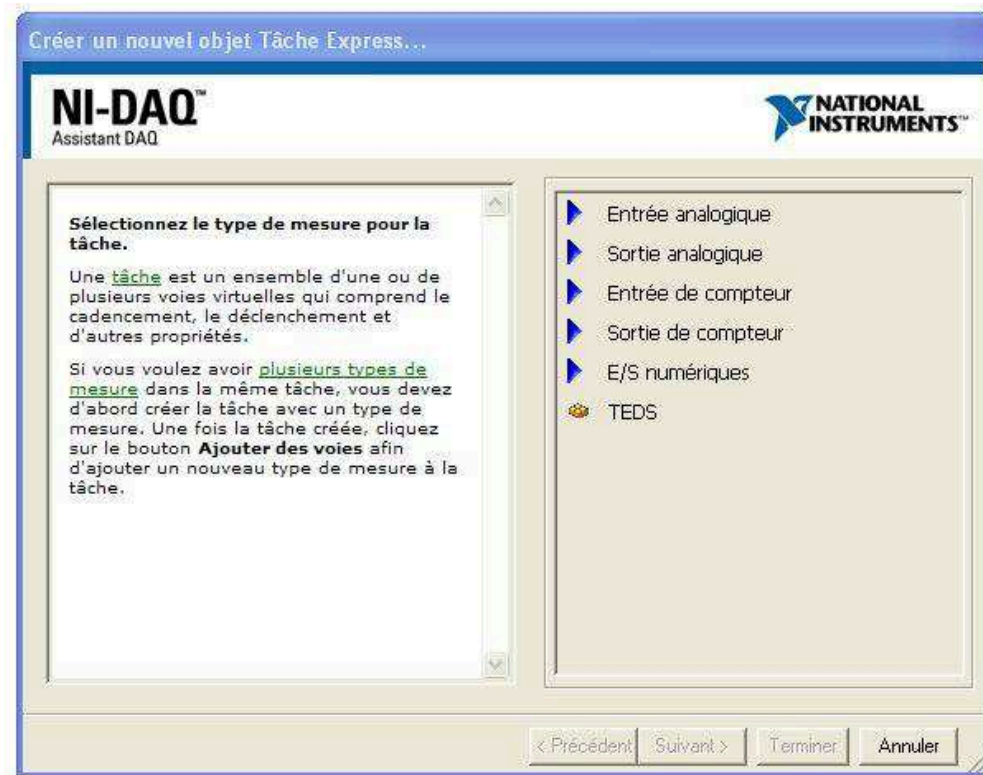 Créer un nouvel objet Tâche Express...
NI-DAQ™
Assistant DAQ
NATIONAL
INSTRUMENTS™
Sélectionnez le type de mesure pour la
tâche.
Une tâche est un ensemble d'une ou de
plusieurs voies virtuelles qui comprend le
cadencement, le déclenchement et
d'autres propriétés.
Si vous voulez avoir plusieurs types de
mesure dans la même tâche, vous devez
d'abord créer la tâche avec un type de
mesure. Une fois la tâche créée, cliquez
sur le bouton Ajouter des voies afin
d'ajouter un nouveau type de mesure à la
tâche.
Entrée analogique
Sortie analogique
Entrée de compteur
Sortie de compteur
E/S numériques
TEDS
< Précédent Suivant > Terminer Annuler